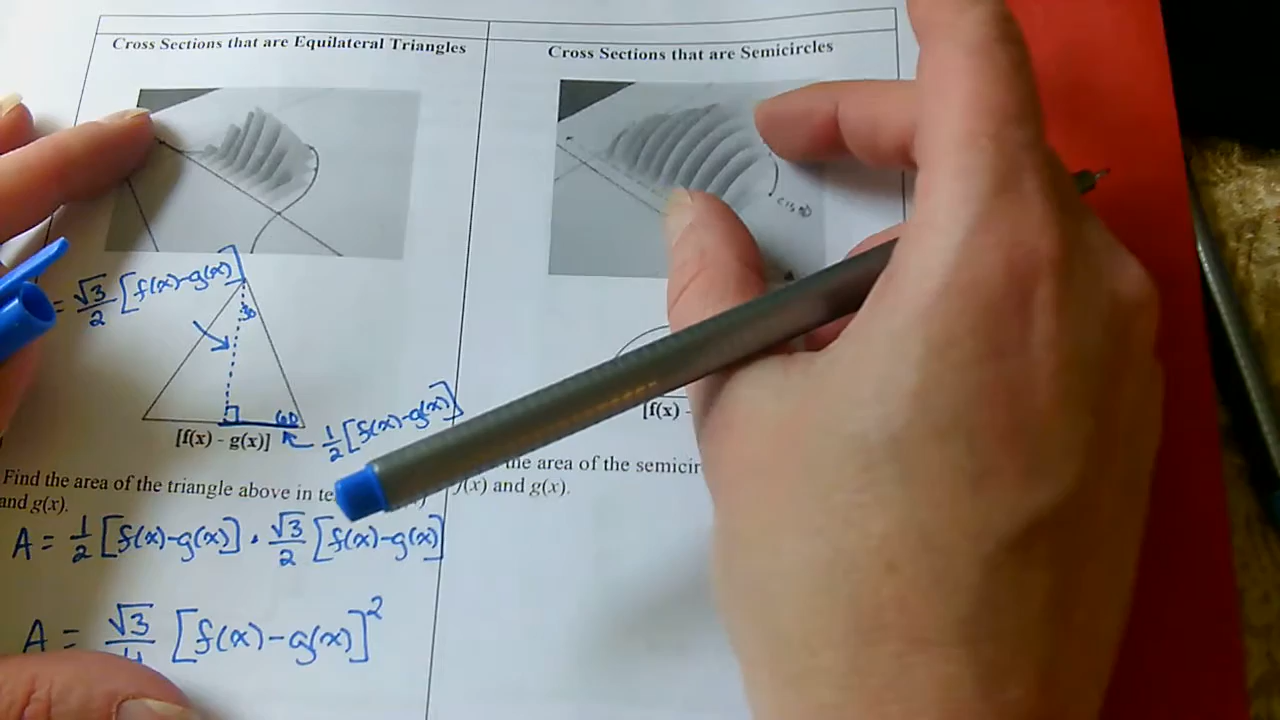 Cross Sections that are Equilateral Triangles
= √3/2 [f(x)-g(x)]
30
60
[f(x) - g(x)]
1/2 [f(x)-g(x)]
Find the area of the triangle above in
and g(x).
A = 1/2 [f(x)-g(x)] · √3/2 [f(x)-g(x)]
A = √3/4 [f(x)-g(x)]²
Cross Sections that are Semicircles
[f(x) -
the area of the
f(x) and g(x).